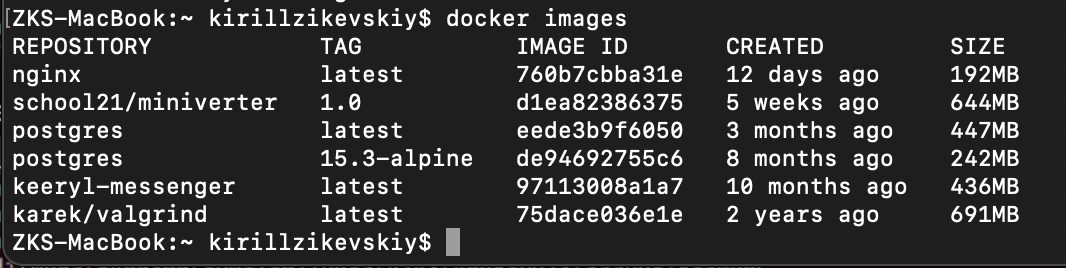 [ZKS-MacBook:~ kirillzikevskiy$ docker images
REPOSITORY TAG IMAGE ID CREATED SIZE
nginx latest 760b7cbba31e 12 days ago 192MB
school21/miniverter 1.0 d1ea82386375 5 weeks ago 644MB
postgres latest eede3b9f6050 3 months ago 447MB
postgres 15.3-alpine de94692755c6 8 months ago 242MB
keeryl-messenger latest 97113008a1a7 10 months ago 436MB
karek/valgrind latest 75dace036e1e 2 years ago 691MB
ZKS-MacBook:~ kirillzikevskiy$